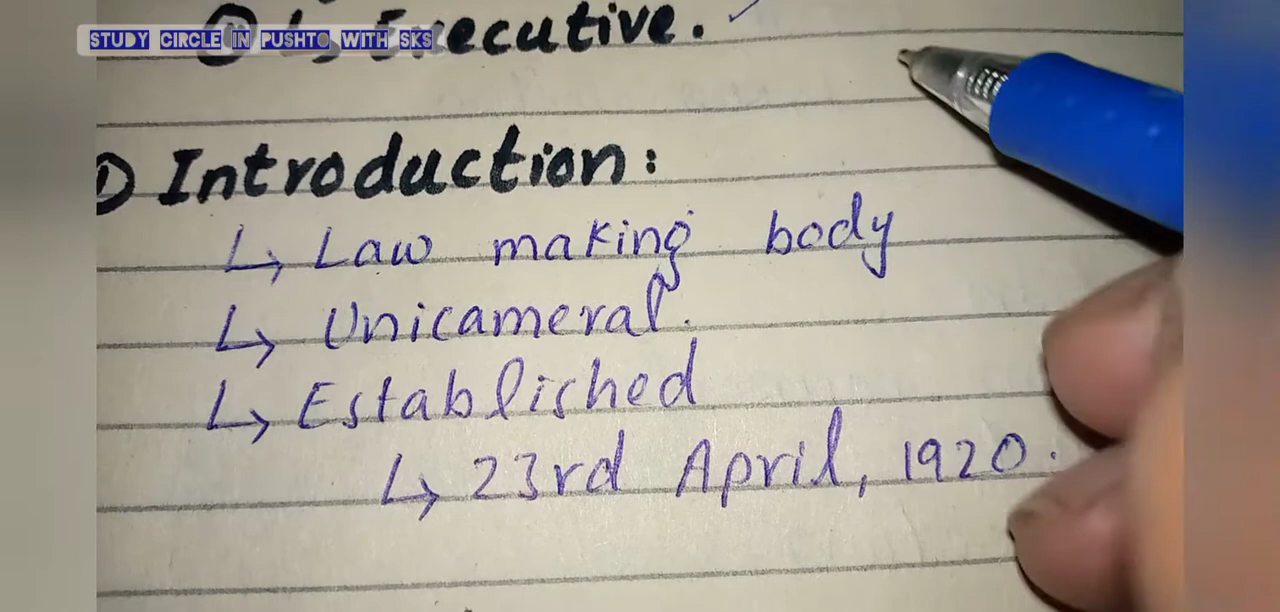 STUDY CIRCLE IN PUSHTO WITH SKS
Executive.
① Introduction:
↳ Law making body
↳ Unicameral.
↳ Established
↳ 23rd April, 1920.